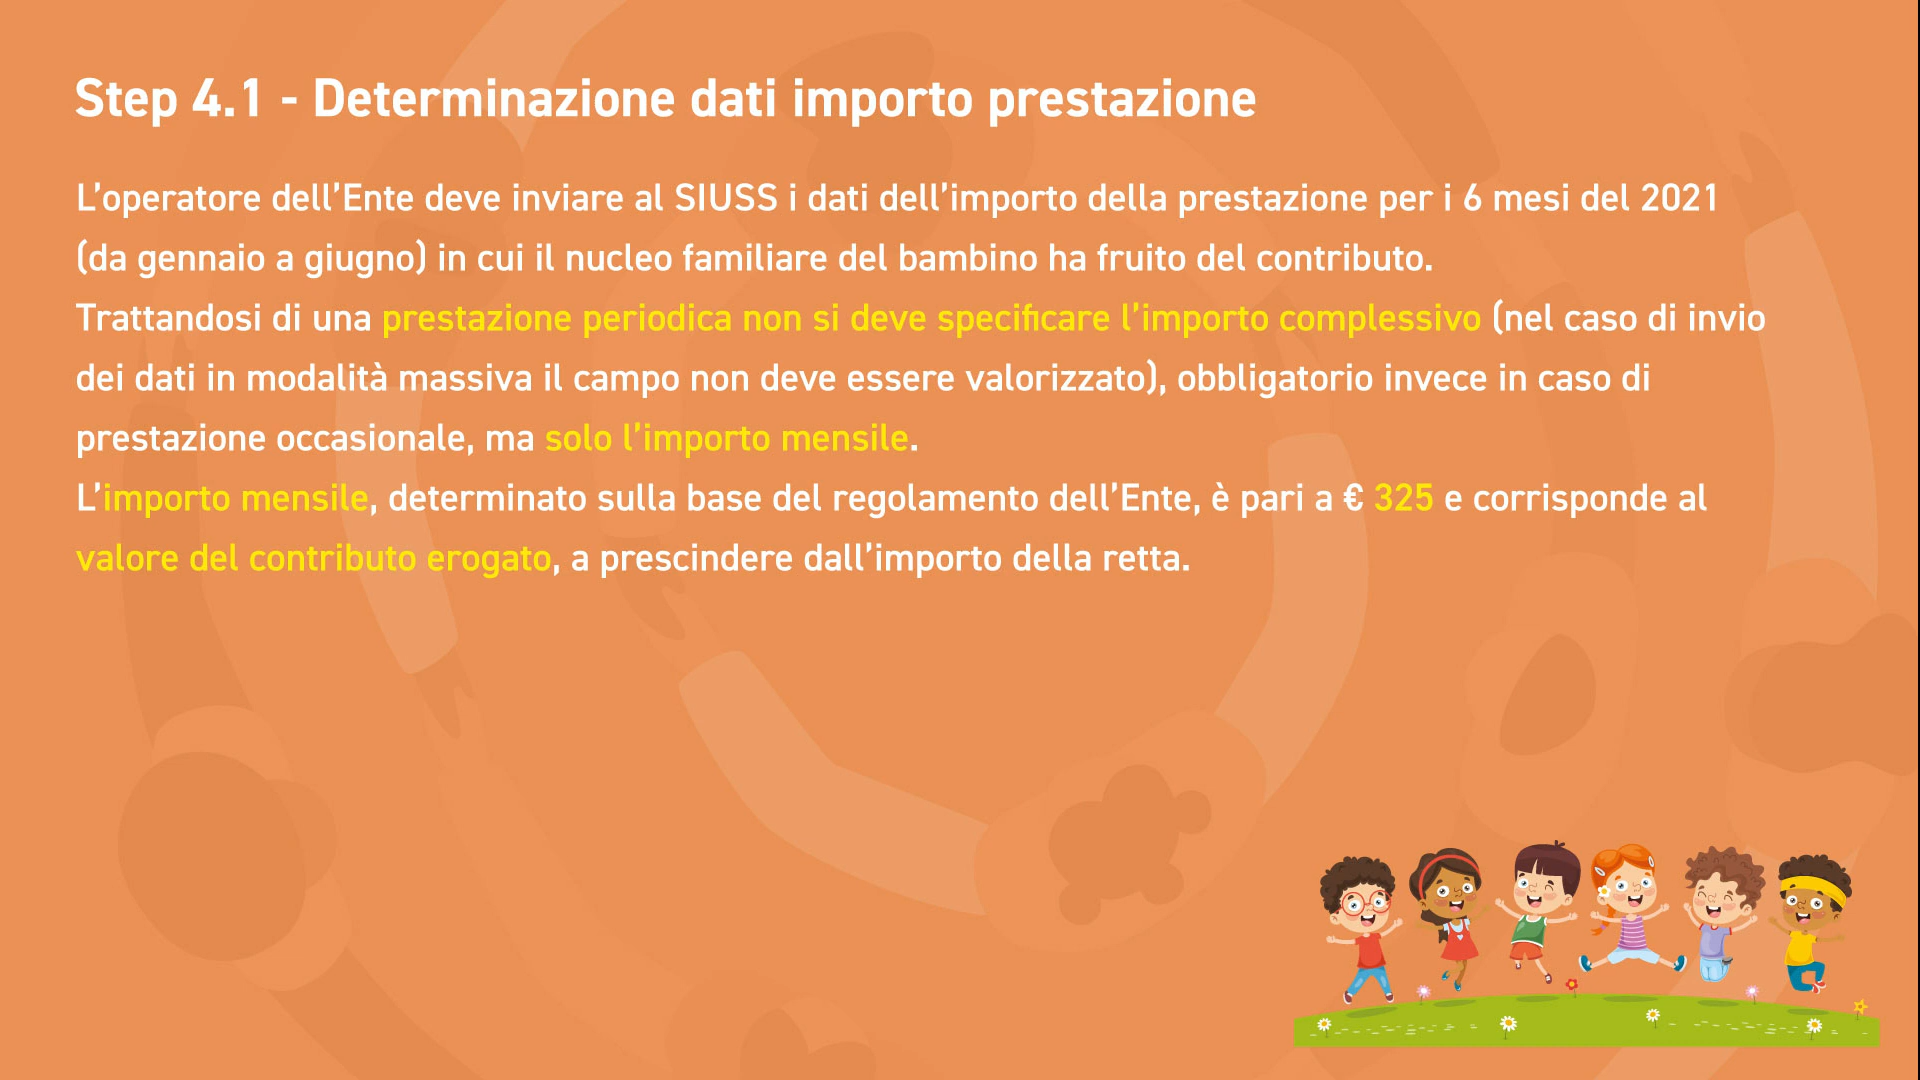 Step 4.1 - Determinazione dati importo prestazione
L’operatore dell’Ente deve inviare al SIUSS i dati dell’importo della prestazione per i 6 mesi del 2021
(da gennaio a giugno) in cui il nucleo familiare del bambino ha fruito del contributo.
Trattandosi di una prestazione periodica non si deve specificare l’importo complessivo (nel caso di invio
dei dati in modalità massiva il campo non deve essere valorizzato), obbligatorio invece in caso di
prestazione occasionale, ma solo l’importo mensile.
L’importo mensile, determinato sulla base del regolamento dell’Ente, è pari a € 325 e corrisponde al
valore del contributo erogato, a prescindere dall’importo della retta.